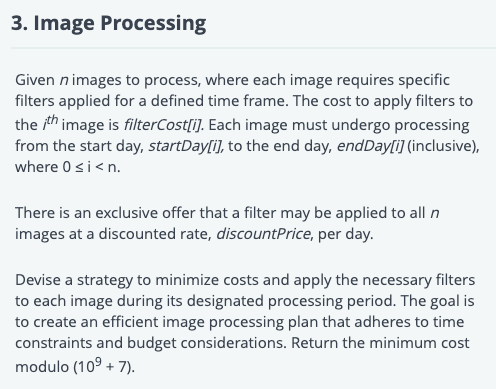 3. Image Processing
Given n images to process, where each image requires specific
filters applied for a defined time frame. The cost to apply filters to
the iᵗʰ image is filterCost[i]. Each image must undergo processing
from the start day, startDay[i], to the end day, endDay[i] (inclusive),
where 0 ≤ i < n.
There is an exclusive offer that a filter may be applied to all n
images at a discounted rate, discountPrice, per day.
Devise a strategy to minimize costs and apply the necessary filters
to each image during its designated processing period. The goal is
to create an efficient image processing plan that adheres to time
constraints and budget considerations. Return the minimum cost
modulo (10⁹ + 7).